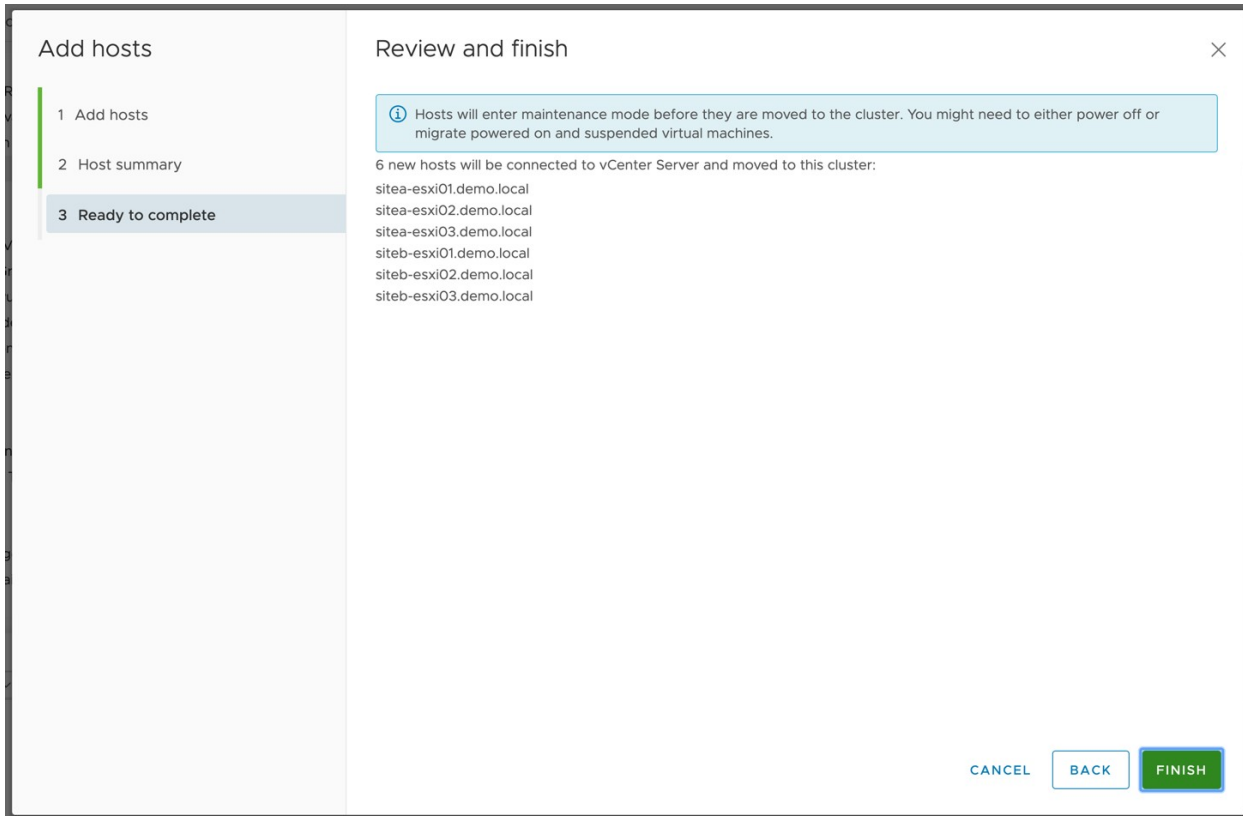 Add hosts
1 Add hosts
2 Host summary
3 Ready to complete
Review and finish
Hosts will enter maintenance mode before they are moved to the cluster. You might need to either power off or
migrate powered on and suspended virtual machines.
6 new hosts will be connected to vCenter Server and moved to this cluster:
sitea-esxi01.demo.local
sitea-esxi02.demo.local
sitea-esxi03.demo.local
siteb-esxi01.demo.local
siteb-esxi02.demo.local
siteb-esxi03.demo.local
CANCEL
BACK
FINISH